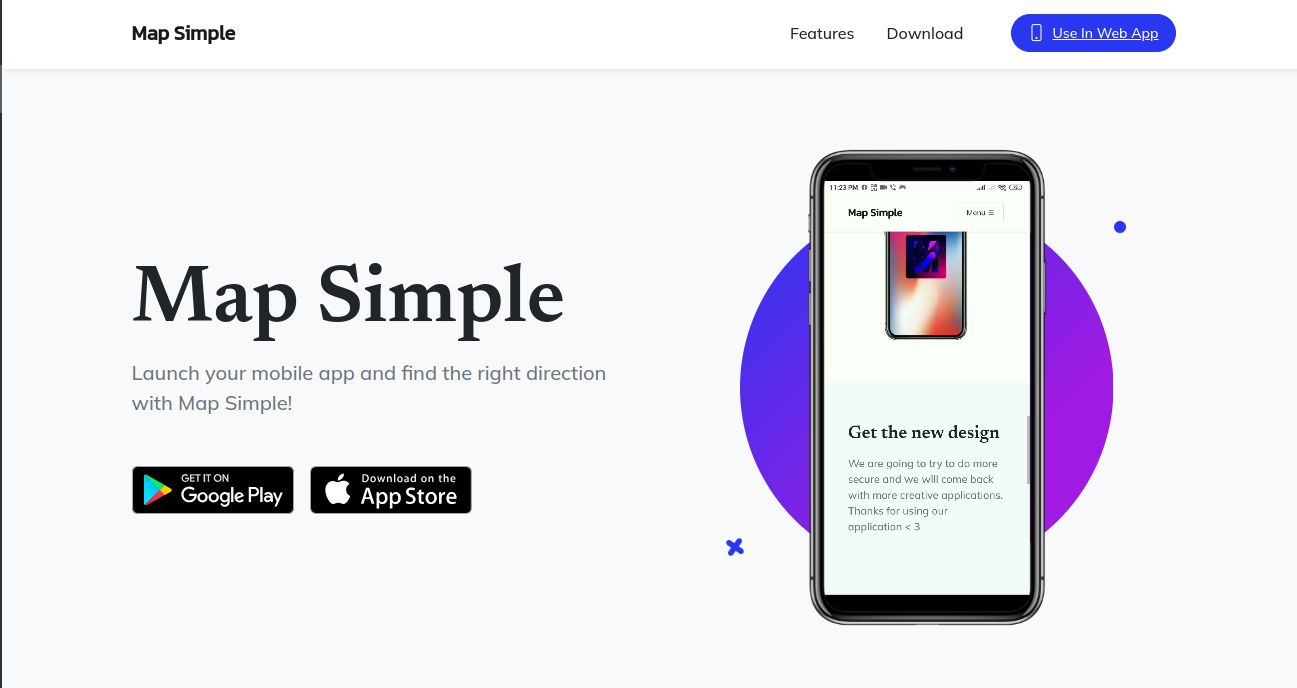 Map Simple
Features
Download
Use In Web App
Map Simple
Launch your mobile app and find the right direction
with Map Simple!
GET IT ON
Google Play
Download on the
App Store
11:23 PM
Map Simple
Menu ☰
Get the new design
We are going to try to do more
secure and we will come back
with more creative applications.
Thanks for using our
application < 3